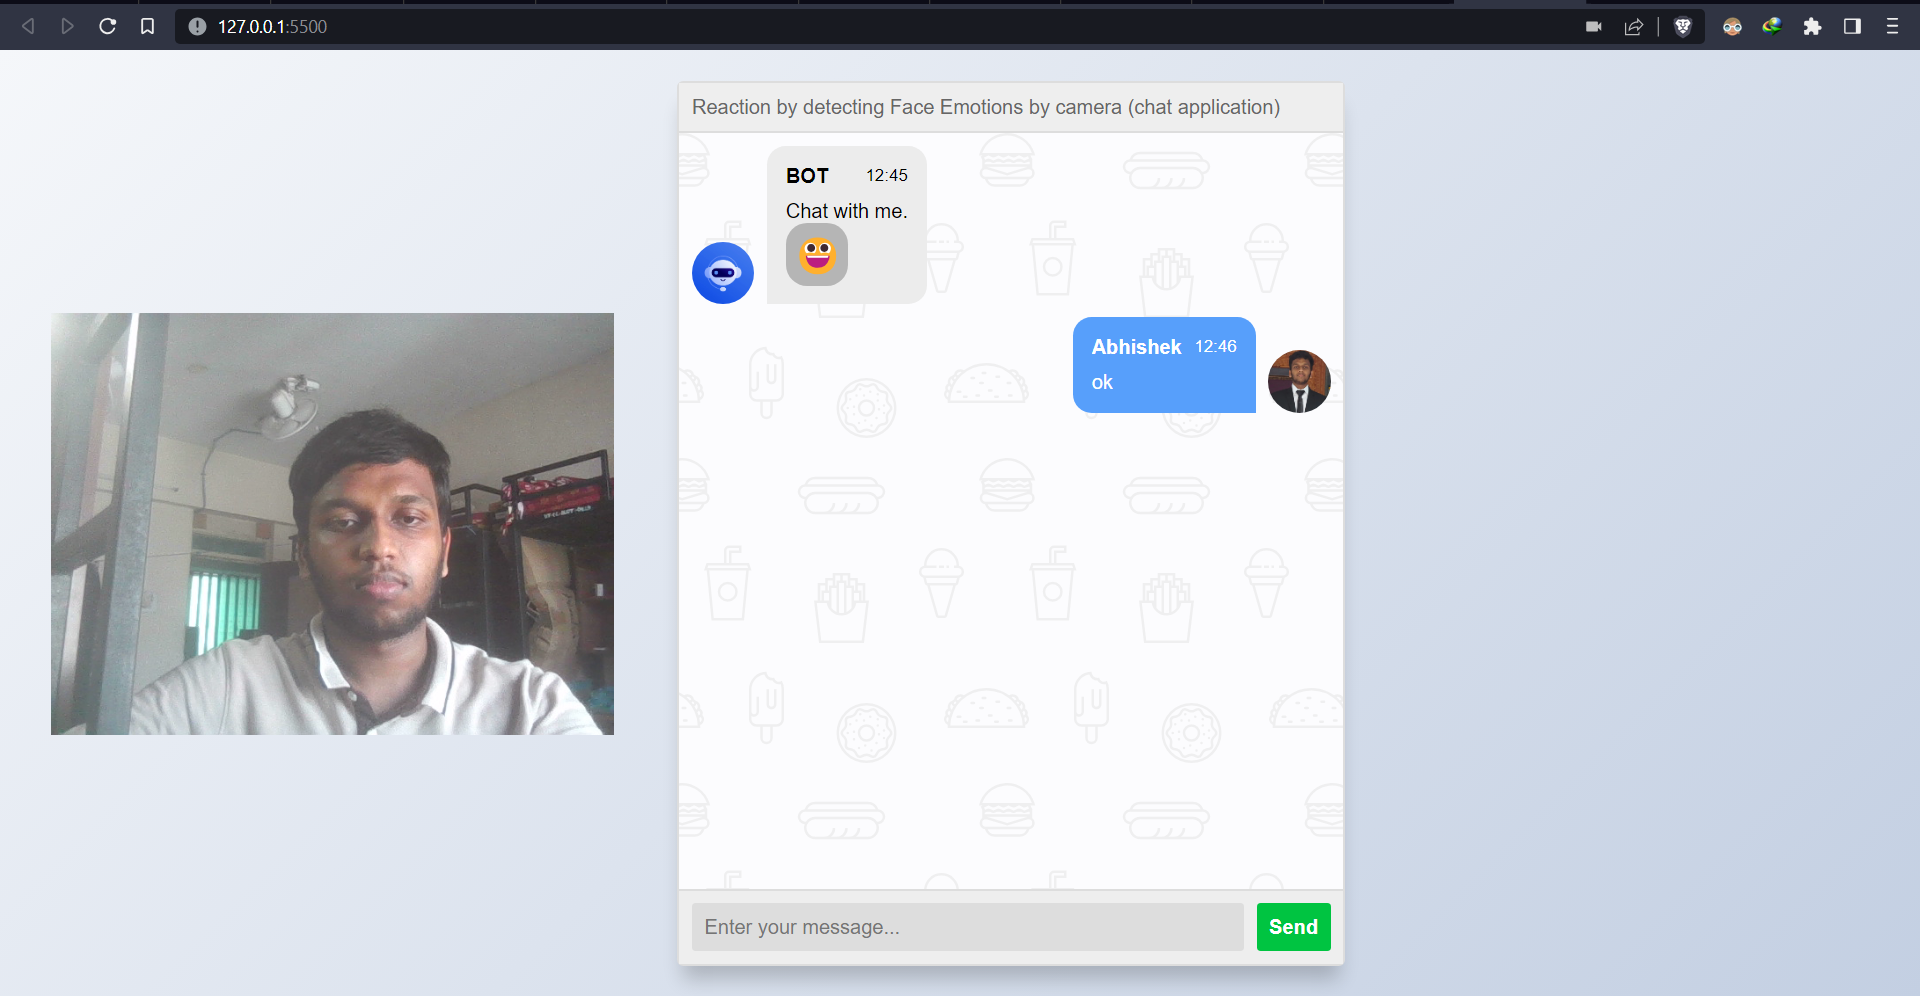 127.0.0.1:5500
Reaction by detecting Face Emotions by camera (chat application)
BOT 12:45
Chat with me.
Abhishek 12:46
ok
Enter your message...
Send